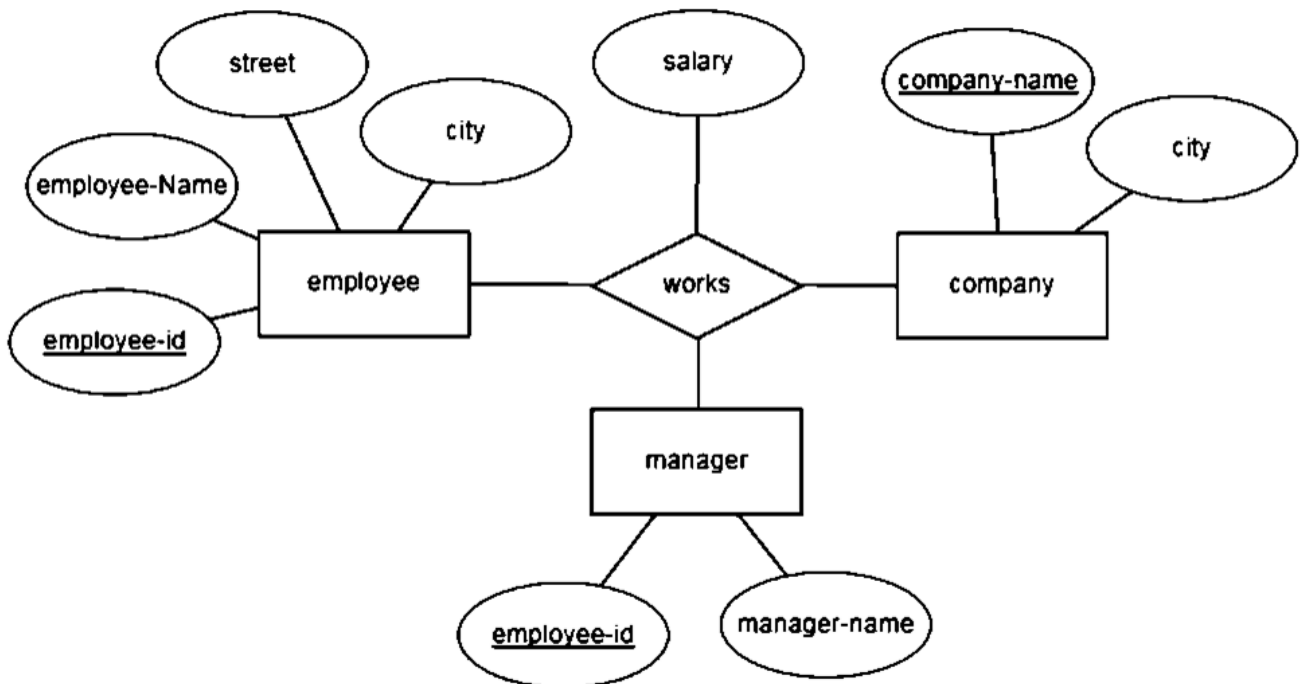 street
salary
company-name
city
city
employee-Name
employee
works
company
employee-id
manager
employee-id
manager-name